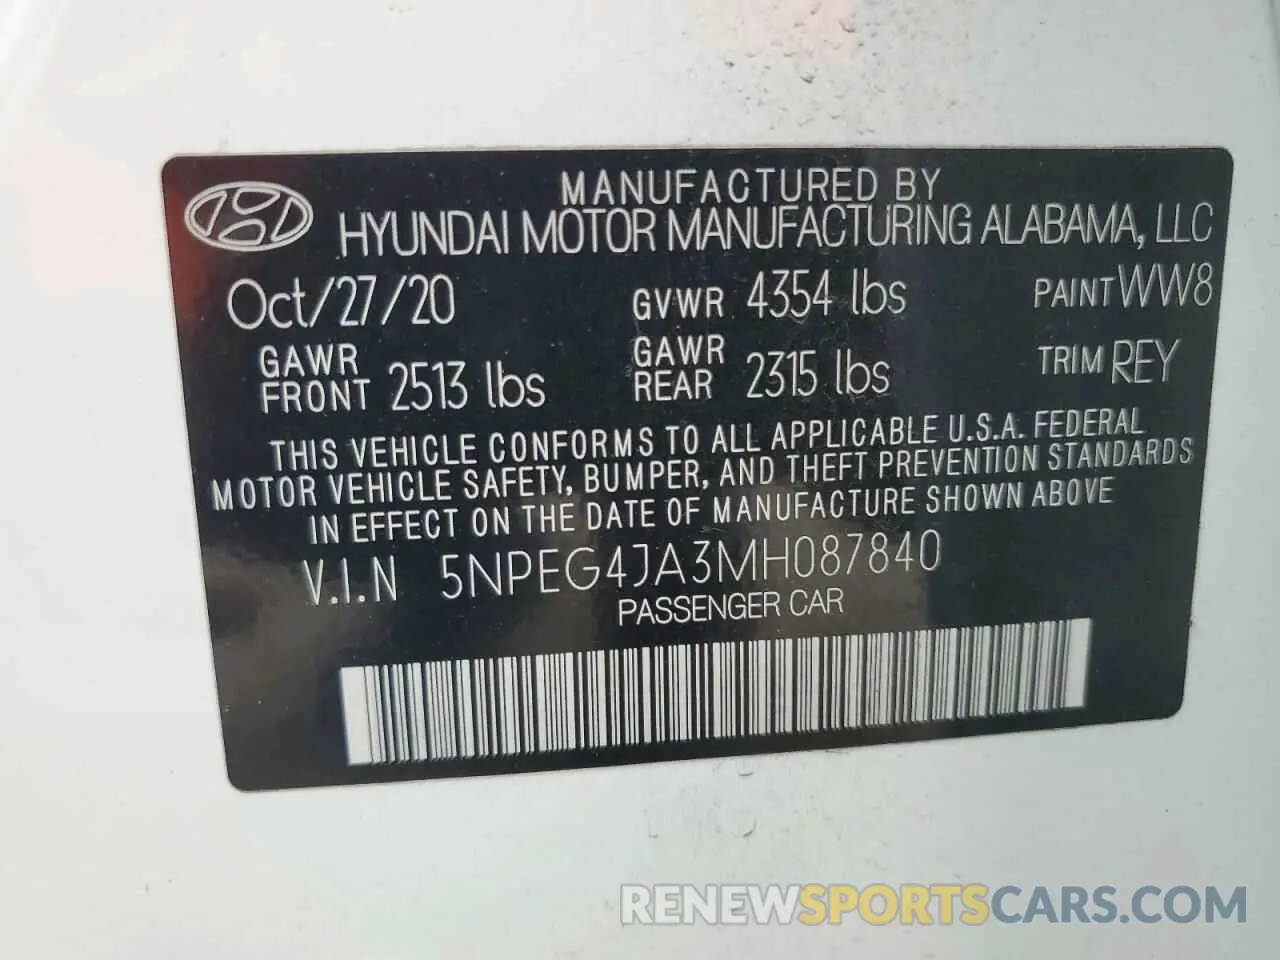 MANUFACTURED BY
HYUNDAI MOTOR MANUFACTURING ALABAMA, LLC
Oct/27/20 GVWR 4354 lbs PAINT WW8
GAWR FRONT 2513 lbs GAWR REAR 2315 lbs TRIM REY
THIS VEHICLE CONFORMS TO ALL APPLICABLE U.S.A. FEDERAL
MOTOR VEHICLE SAFETY, BUMPER, AND THEFT PREVENTION STANDARDS
IN EFFECT ON THE DATE OF MANUFACTURE SHOWN ABOVE
V.I.N 5NPEG4JA3MH087840
PASSENGER CAR
RENEWSPORTSCARS.COM